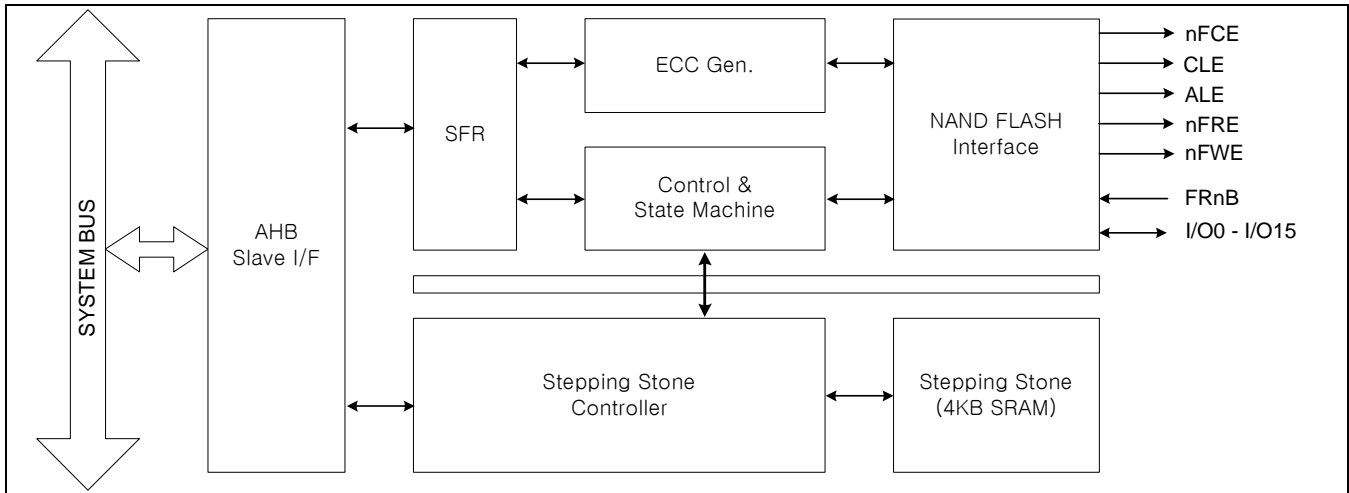 SYSTEM BUS
AHB
Slave I/F
SFR
ECC Gen.
Control &
State Machine
NAND FLASH
Interface
nFCE
CLE
ALE
nFRE
nFWE
FRnB
I/O0 - I/O15
Stepping Stone
Controller
Stepping Stone
(4KB SRAM)